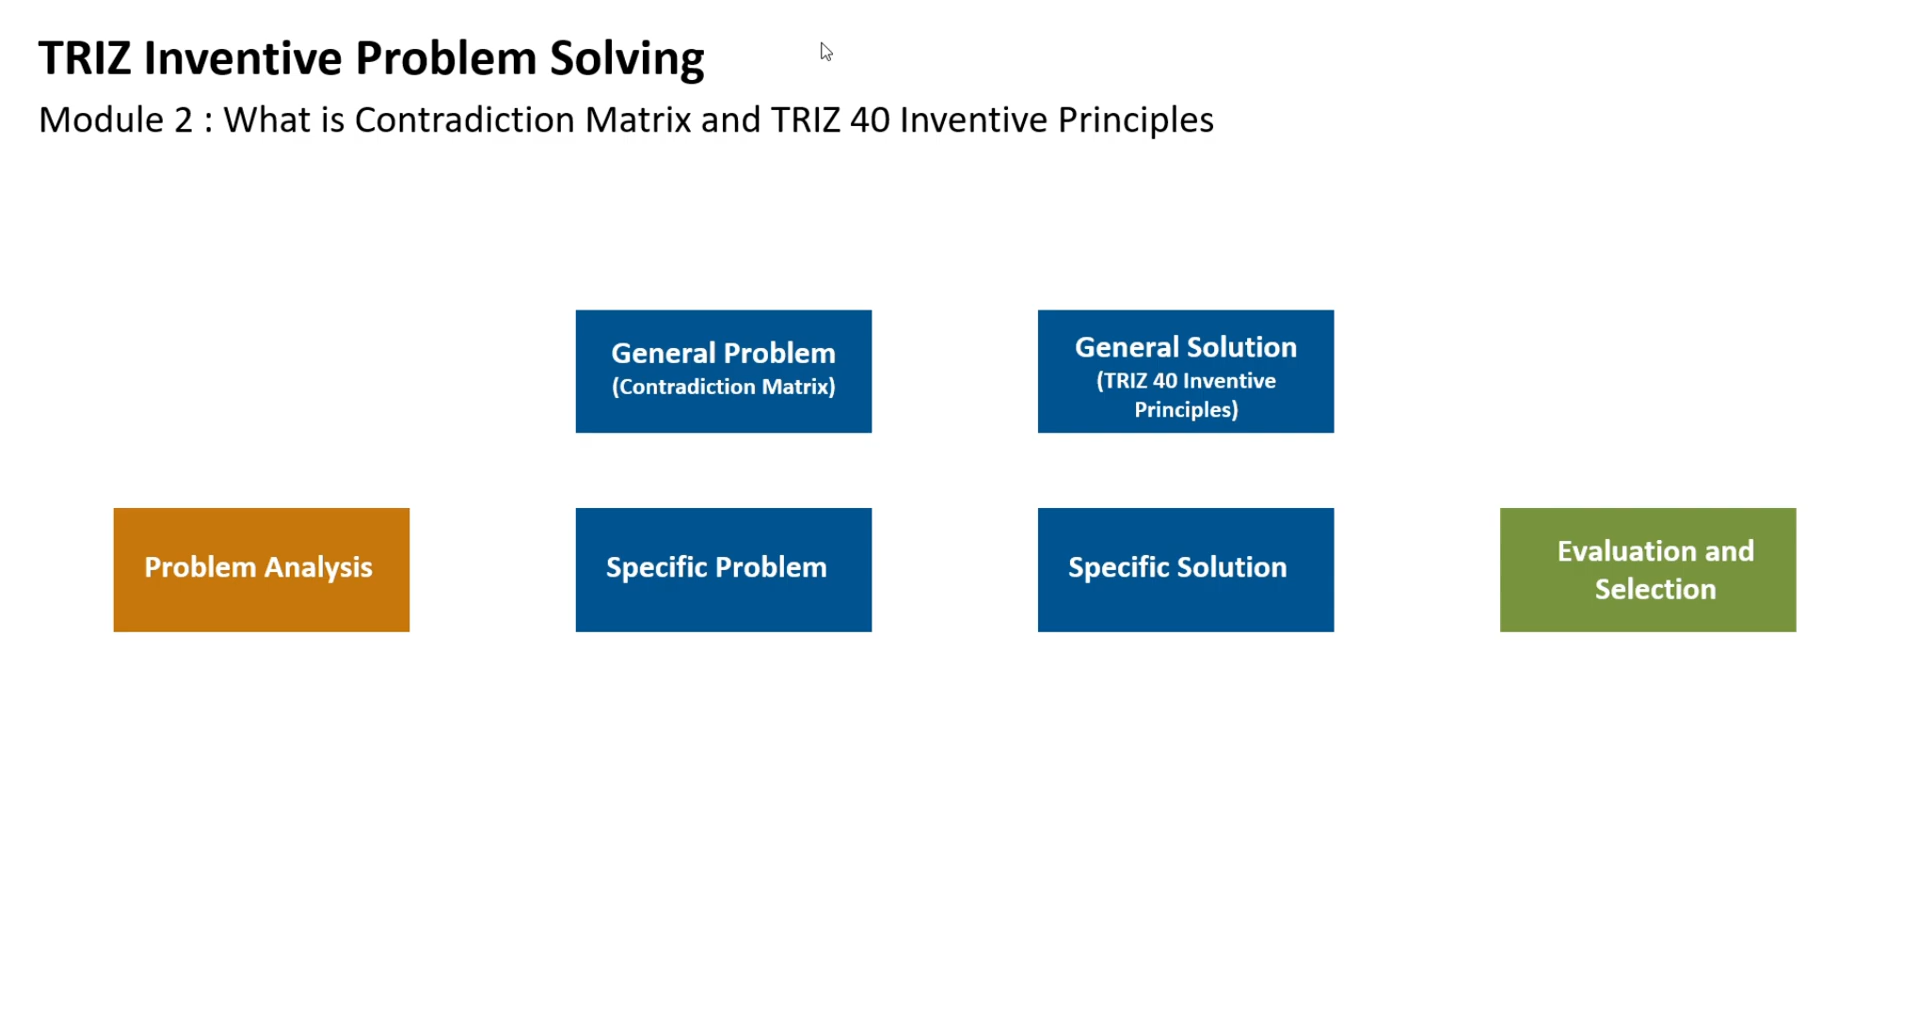 TRIZ Inventive Problem Solving
Module 2 : What is Contradiction Matrix and TRIZ 40 Inventive Principles
General Problem
(Contradiction Matrix)
General Solution
(TRIZ 40 Inventive
Principles)
Problem Analysis
Specific Problem
Specific Solution
Evaluation and
Selection